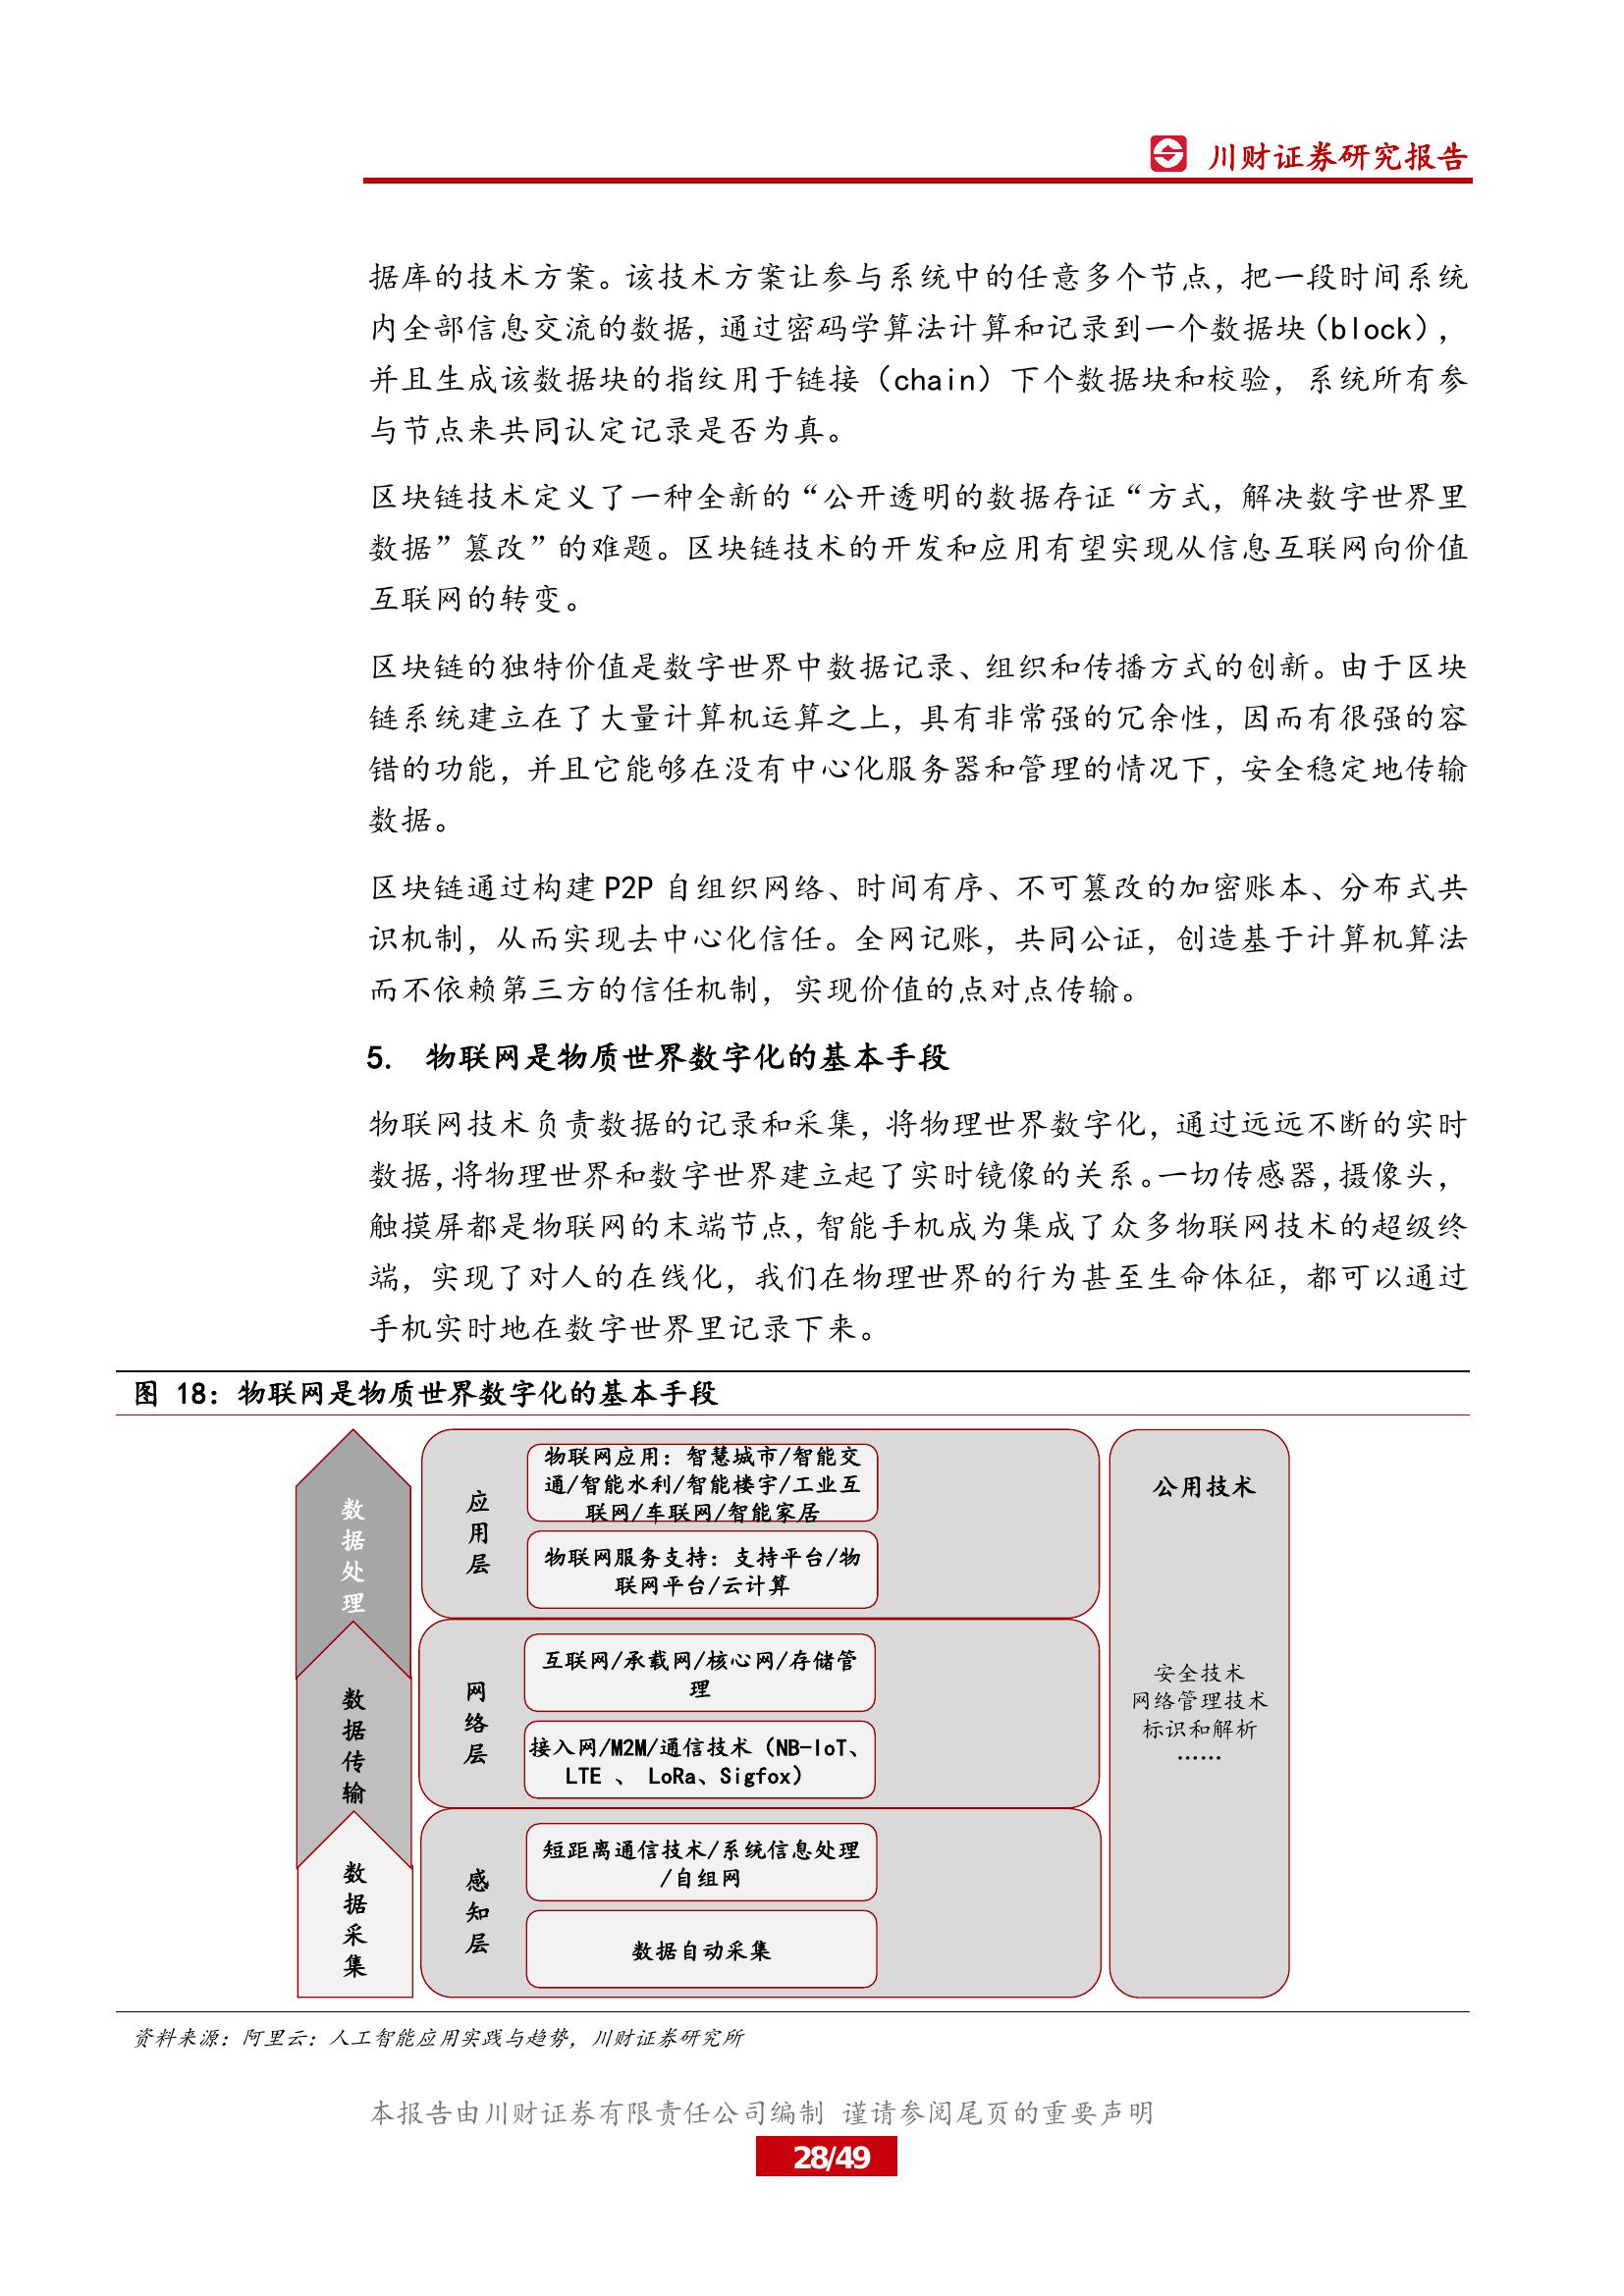 川财证券研究报告
据库的技术方案。该技术方案让参与系统中的任意多个节点，把一段时间系统
内全部信息交流的数据，通过密码学算法计算和记录到一个数据块（block），
并且生成该数据块的指纹用于链接（chain）下个数据块和校验，系统所有参
与节点来共同认定记录是否为真。
区块链技术定义了一种全新的“公开透明的数据存证“方式，解决数字世界里
数据”篡改”的难题。区块链技术的开发和应用有望实现从信息互联网向价值
互联网的转变。
区块链的独特价值是数字世界中数据记录、组织和传播方式的创新。由于区块
链系统建立在了大量计算机运算之上，具有非常强的冗余性，因而有很强的容
错的功能，并且它能够在没有中心化服务器和管理的情况下，安全稳定地传输
数据。
区块链通过构建 P2P 自组织网络、时间有序、不可篡改的加密账本、分布式共
识机制，从而实现去中心化信任。全网记账，共同公证，创造基于计算机算法
而不依赖第三方的信任机制，实现价值的点对点传输。
5. 物联网是物质世界数字化的基本手段
物联网技术负责数据的记录和采集，将物理世界数字化，通过远远不断的实时
数据，将物理世界和数字世界建立起了实时镜像的关系。一切传感器，摄像头，
触摸屏都是物联网的末端节点，智能手机成为集成了众多物联网技术的超级终
端，实现了对人的在线化，我们在物理世界的行为甚至生命体征，都可以通过
手机实时地在数字世界里记录下来。
图 18：物联网是物质世界数字化的基本手段
数据处理
数据传输
数据采集
应用层
物联网应用：智慧城市/智能交
通/智能水利/智能楼宇/工业互
联网/车联网/智能家居
物联网服务支持：支持平台/物
联网平台/云计算
网络层
互联网/承载网/核心网/存储管
理
接入网/M2M/通信技术（NB-IoT、
LTE 、 LoRa、Sigfox）
感知层
短距离通信技术/系统信息处理
/自组网
数据自动采集
公用技术
安全技术
网络管理技术
标识和解析
……
资料来源：阿里云：人工智能应用实践与趋势，川财证券研究所
本报告由川财证券有限责任公司编制 谨请参阅尾页的重要声明
28/49